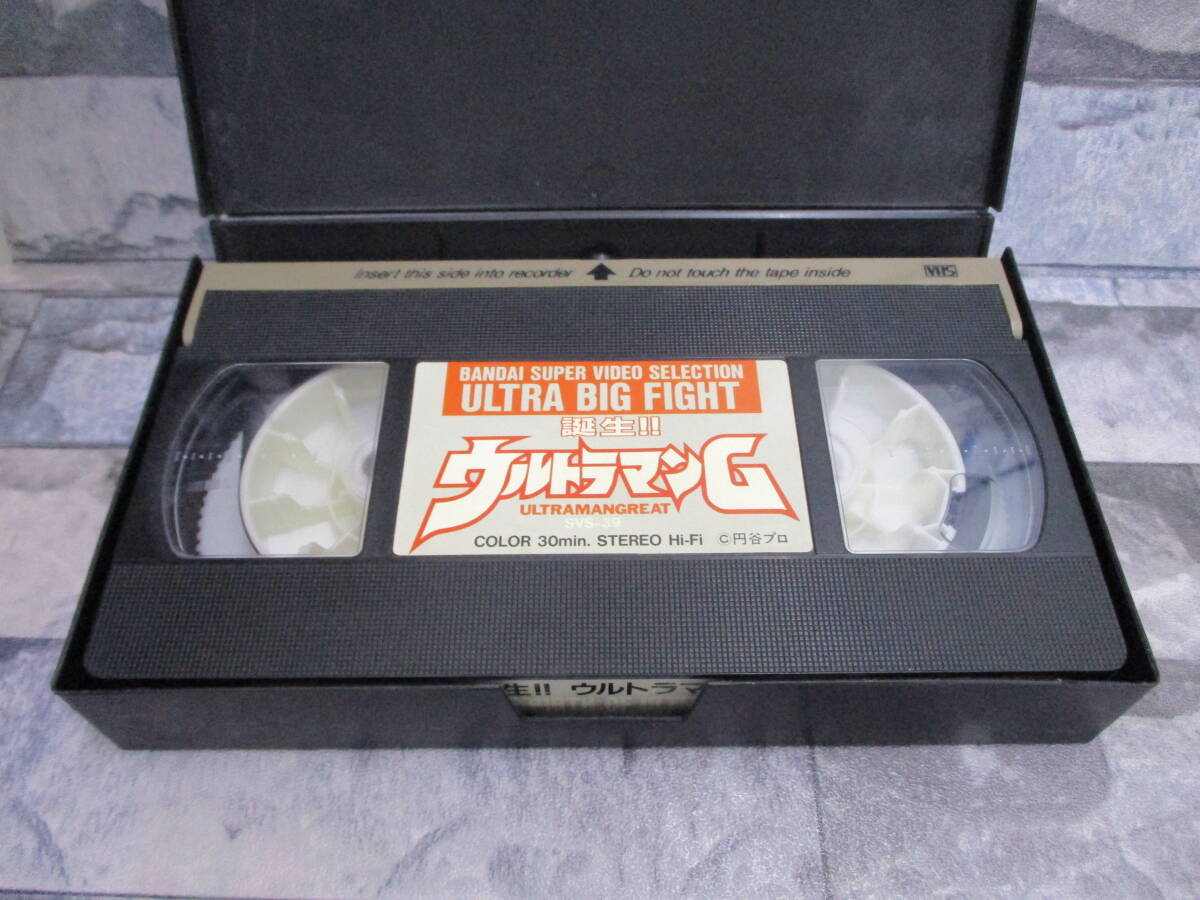 Insert this side into recorder Do not touch the tape inside VHS
BANDAI SUPER VIDEO SELECTION
ULTRA BIG FIGHT
誕生!!
ウルトラマンG
ULTRAMANGREAT
SVS-39
COLOR 30min. STEREO Hi-Fi ©円谷プロ
生!! ウルトラマ